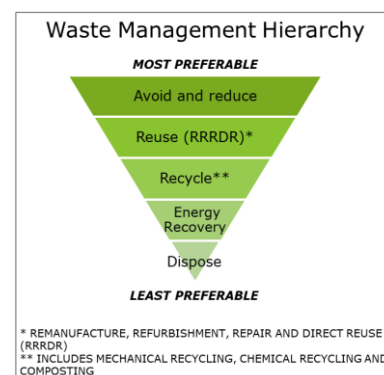 Waste Management Hierarchy
MOST PREFERABLE
Avoid and reduce
Reuse (RRRDR)*
Recycle**
Energy
Recovery
Dispose
LEAST PREFERABLE
* REMANUFACTURE, REFURBISHMENT, REPAIR AND DIRECT REUSE
(RRRDR)
** INCLUDES MECHANICAL RECYCLING, CHEMICAL RECYCLING AND
COMPOSTING